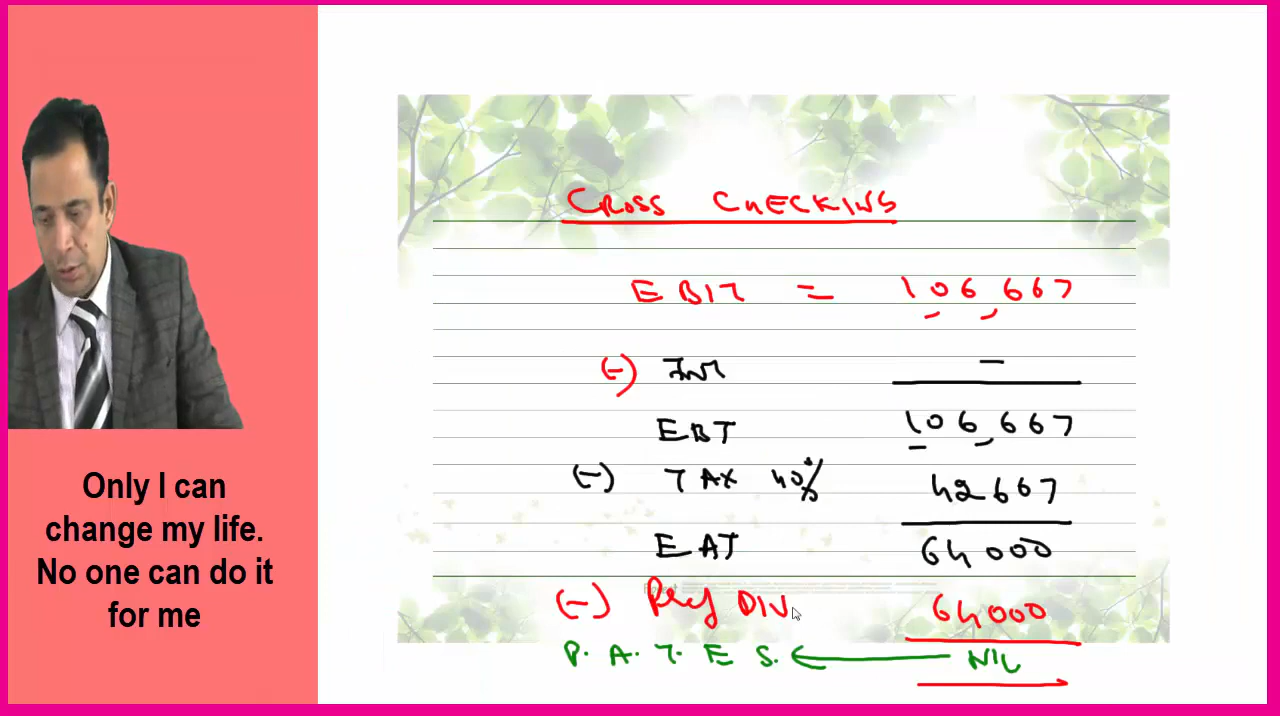 Only I can
change my life.
No one can do it
for me
CROSS CHECKING
EBIT = 106,667
(-) Int –
EBT 106,667
(-) TAX 40% 42667
EAT 64000
(-) Pref DIV 64000
P. A. T. E S. NIL